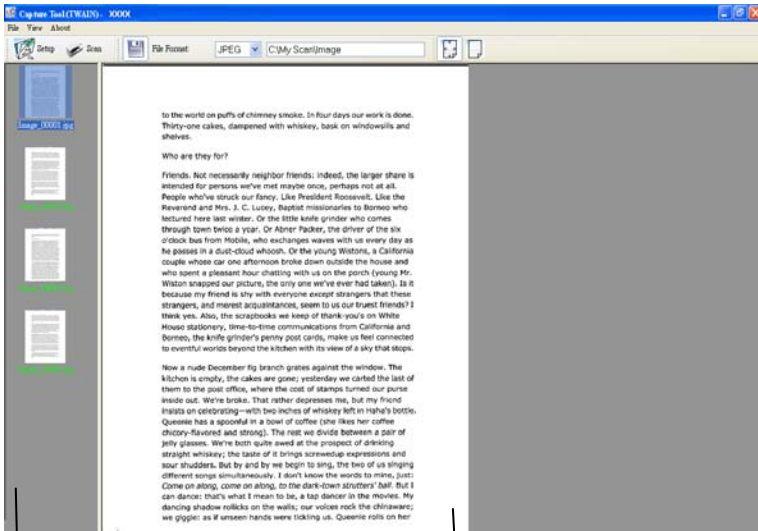 Capture Tool(TWAIN) - XXXX
File View About
Setup Scan File Format JPEG C:\My Scan\Image
Image_00001.jpg
to the world on puffs of chimney smoke. In four days our work is done.
Thirty-one cakes, dampened with whiskey, bask on windowsills and
shelves.
Who are they for?
Friends. Not necessarily neighbor friends: indeed, the larger share is
intended for persons we've met maybe once, perhaps not at all.
People who've struck our fancy. Like President Roosevelt. Like the
Reverend and Mrs. J. C. Lucey, Baptist missionaries to Borneo who
lectured here last winter. Or the little knife grinder who comes
through town twice a year. Or Abner Packer, the driver of the six
o'clock bus from Mobile, who exchanges waves with us every day as
he passes in a dust-cloud whoosh. Or the young Wistons, a California
couple whose car one afternoon broke down outside the house and
who spent a pleasant hour chatting with us on the porch (young Mr.
Wiston snapped our picture, the only one we've ever had taken). Is it
because my friend is shy with everyone except strangers that these
strangers, and merest acquaintances, seem to us our truest friends? I
think yes. Also, the scrapbooks we keep of thank-you's on White
House stationery, time-to-time communications from California and
Borneo, the knife grinder's penny post cards, make us feel connected
to eventful worlds beyond the kitchen with its view of a sky that stops.
Now a nude December fig branch grates against the window. The
kitchen is empty, the cakes are gone; yesterday we carted the last of
them to the post office, where the cost of stamps turned our purse
inside out. We're broke. That rather depresses me, but my friend
insists on celebrating—with two inches of whiskey left in Haha's bottle.
Queenie has a spoonful in a bowl of coffee (she likes her coffee
chicory-flavored and strong). The rest we divide between a pair of
jelly glasses. We're both quite awed at the prospect of drinking
straight whiskey; the taste of it brings screwedup expressions and
sour shudders. But by and by we begin to sing, the two of us singing
different songs simultaneously. I don't know the words to mine, just:
Come on along, come on along, to the dark-town strutters' ball. But I
can dance: that's what I mean to be, a tap dancer in the movies. My
dancing shadow rollicks on the walls; our voices rock the chinaware;
we giggle: as if unseen hands were tickling us. Queenie rolls on her